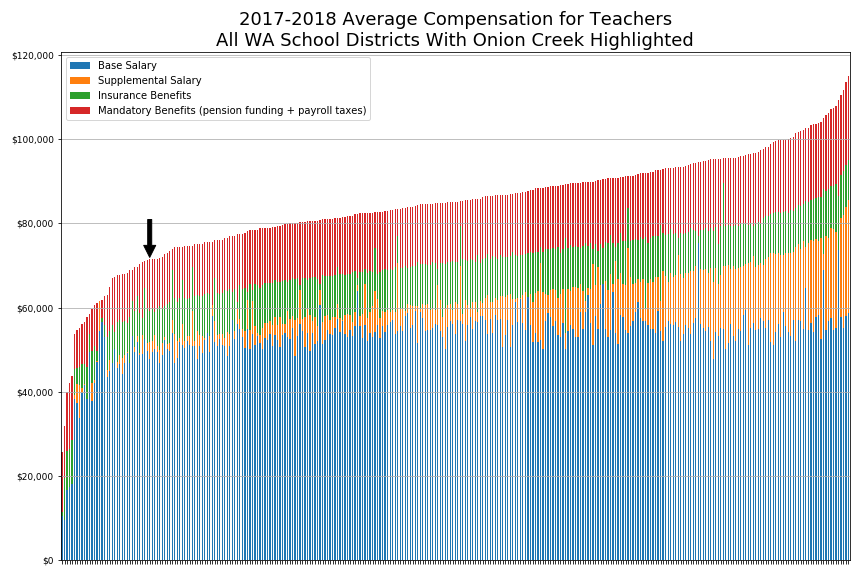 2017-2018 Average Compensation for Teachers
All WA School Districts With Onion Creek Highlighted
$120,000
Base Salary
Supplemental Salary
Insurance Benefits
Mandatory Benefits (pension funding + payroll taxes)
$100,000
$80,000
$60,000
$40,000
$20,000
$0